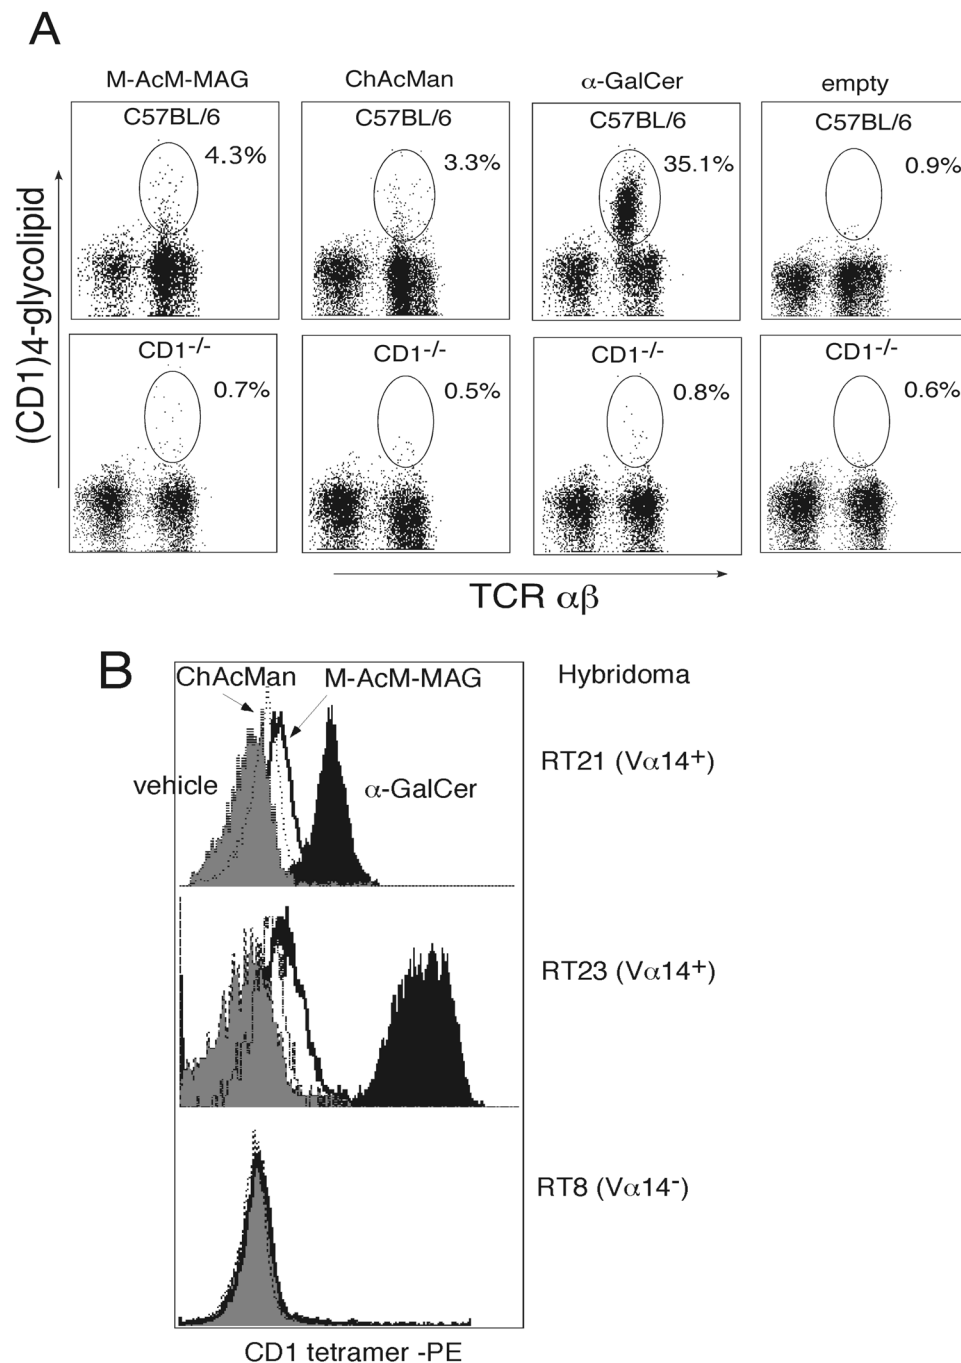 A
M-AcM-MAG ChAcMan α-GalCer empty
C57BL/6 C57BL/6 C57BL/6 C57BL/6
4.3% 3.3% 35.1% 0.9%
(CD1)4-glycolipid
CD1-/- CD1-/- CD1-/- CD1-/-
0.7% 0.5% 0.8% 0.6%
TCR αβ
B
ChAcMan M-AcM-MAG Hybridoma
vehicle α-GalCer RT21 (Vα14+)
RT23 (Vα14+)
RT8 (Vα14-)
CD1 tetramer -PE